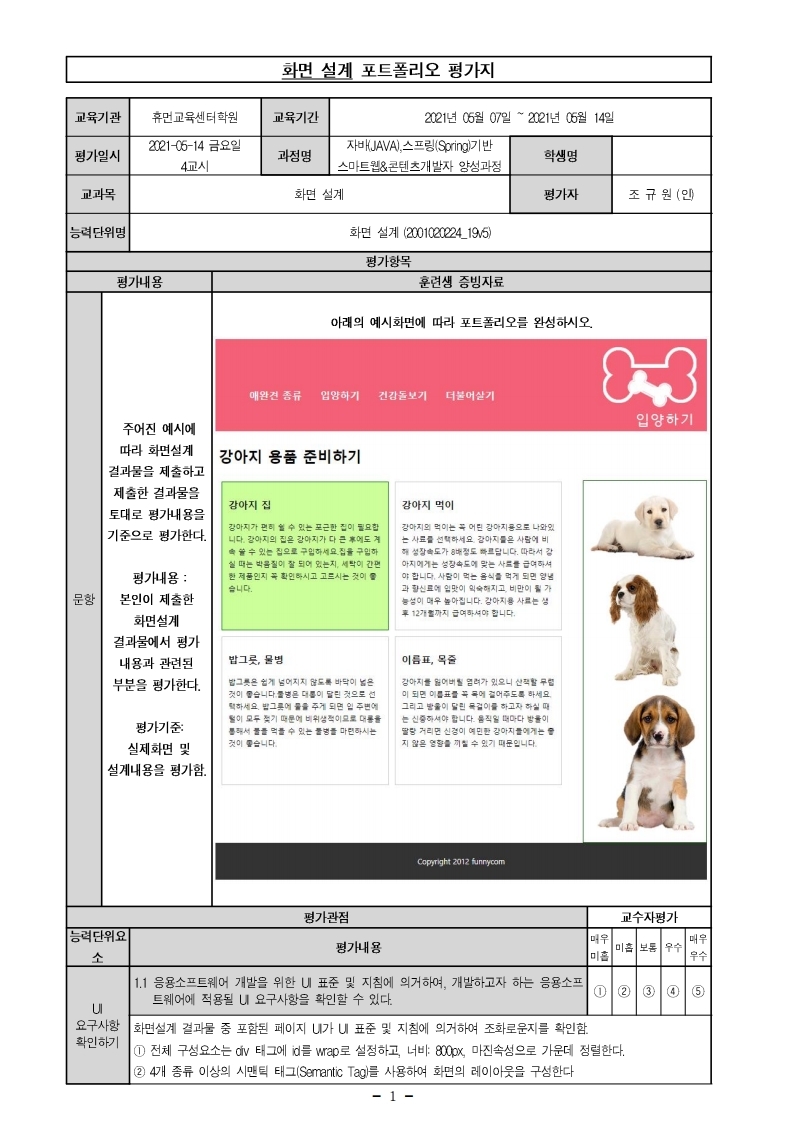 화면 설계 포트폴리오 평가지
교육기관 휴먼교육센터학원 교육기간 2021년 05월 07일 ~ 2021년 05월 14일
평가일시 2021-05-14 금요일 4교시 과정명 자바(JAVA),스프링(Spring)기반 스마트웹&콘텐츠개발자 양성과정 학생명
교과목 화면 설계 평가자 조 규 원 (인)
능력단위명 화면 설계 (2001020224_19v5)
평가항목
평가내용 훈련생 증빙자료
문항
주어진 예시에
따라 화면설계
결과물을 제출하고
제출한 결과물을
토대로 평가내용을
기준으로 평가한다.
평가내용 :
본인이 제출한
화면설계
결과물에서 평가
내용과 관련된
부분을 평가한다.
평가기준:
실제화면 및
설계내용을 평가함.
아래의 예시화면에 따라 포트폴리오를 완성하시오.
애완견 종류 입양하기 건강돌보기 더불어살기
입양하기
강아지 용품 준비하기
강아지 집
강아지가 편히 쉴 수 있는 포근한 집이 필요합
니다. 강아지의 집은 강아지가 다 큰 후에도 계
속 쓸 수 있는 집으로 구입하세요.집을 구입하
실 때는 박음질이 잘 되어 있는지, 세탁이 간편
한 제품인지 꼭 확인하시고 고르시는 것이 좋
습니다.
강아지 먹이
강아지의 먹이는 꼭 어린 강아지용으로 나와있
는 사료를 선택하세요. 강아지들은 사람에 비
해 성장속도가 8배정도 빠르답니다. 따라서 강
아지에게는 성장속도에 맞는 사료를 급여하셔
야 합니다. 사람이 먹는 음식을 먹게 되면 양념
과 향신료에 입맛이 익숙해지고, 비만이 될 가
능성이 매우 높아집니다. 강아지용 사료는 생
후 12개월까지 급여하셔야 합니다.
밥그릇, 물병
밥그릇은 쉽게 넘어지지 않도록 바닥이 넓은
것이 좋습니다.물병은 대롱이 달린 것으로 선
택하세요. 밥그릇에 물을 주게 되면 입 주변에
털이 모두 젖기 때문에 비위생적이므로 대롱을
통해서 물을 먹을 수 있는 물병을 마련하시는
것이 좋습니다.
이름표, 목줄
강아지를 잃어버릴 염려가 있으니 산책할 무렵
이 되면 이름표를 꼭 목에 걸어주도록 하세요.
그리고 방울이 달린 목걸이를 하고자 하실 때
는 신중하셔야 합니다. 움직일 때마다 방울이
딸랑 거리면 신경이 예민한 강아지들에게는 좋
지 않은 영향을 끼칠 수 있기 때문입니다.
Copyright 2012 funnycom
평가관점 교수자평가
능력단위요소 평가내용 매우미흡 미흡 보통 우수 매우우수
UI
요구사항
확인하기
1.1 응용소프트웨어 개발을 위한 UI 표준 및 지침에 의거하여, 개발하고자 하는 응용소프
트웨어에 적용될 UI 요구사항을 확인할 수 있다.
① ② ③ ④ ⑤
화면설계 결과물 중 포함된 페이지 UI가 UI 표준 및 지침에 의거하여 조화로운지를 확인함.
① 전체 구성요소는 div 태그에 id를 wrap로 설정하고, 너비: 800px, 마진속성으로 가운데 정렬한다.
② 4개 종류 이상의 시맨틱 태그(Semantic Tag)를 사용하여 화면의 레이아웃을 구성한다
- 1 -